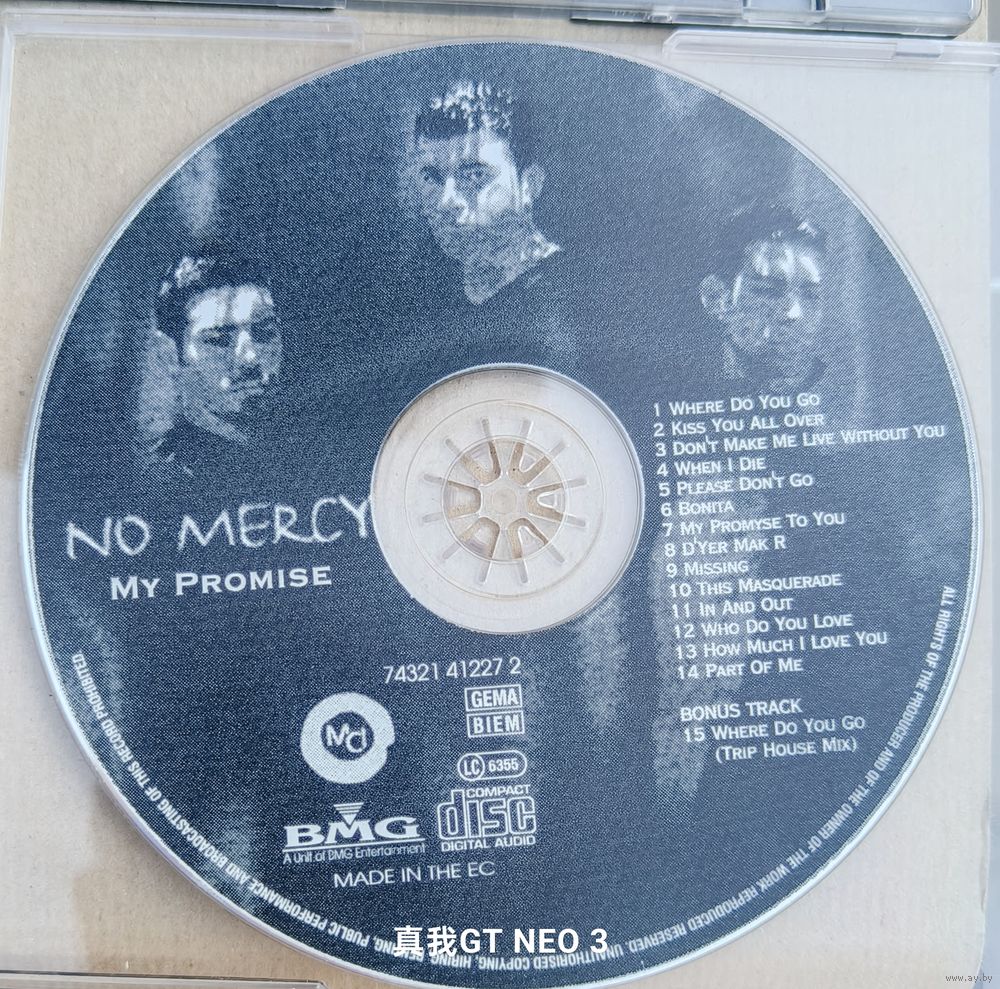 1 WHERE DO YOU GO
2 KISS YOU ALL OVER
3 DON'T MAKE ME LIVE WITHOUT YOU
4 WHEN I DIE
5 PLEASE DON'T GO
6 BONITA
7 MY PROMYSE TO YOU
8 D'YER MAK R
9 MISSING
10 THIS MASQUERADE
11 IN AND OUT
12 WHO DO YOU LOVE
13 HOW MUCH I LOVE YOU
14 PART OF ME
BONUS TRACK
15 WHERE DO YOU GO
(TRIP HOUSE MIX)
NO MERCY
MY PROMISE
74321 41227 2
GEMA
BIEM
MCI
LC 6355
COMPACT
disc
DIGITAL AUDIO
BMG
A Unit of BMG Entertainment
MADE IN THE EC
ALL RIGHTS OF THE PRODUCER AND OF THE OWNER OF THE WORK REPRODUCED RESERVED. UNAUTHORISED COPYING, HIRING, PUBLIC PERFORMANCE AND BROADCASTING OF THIS RECORD PROHIBITED.
真我GT NEO 3
www.ay.by